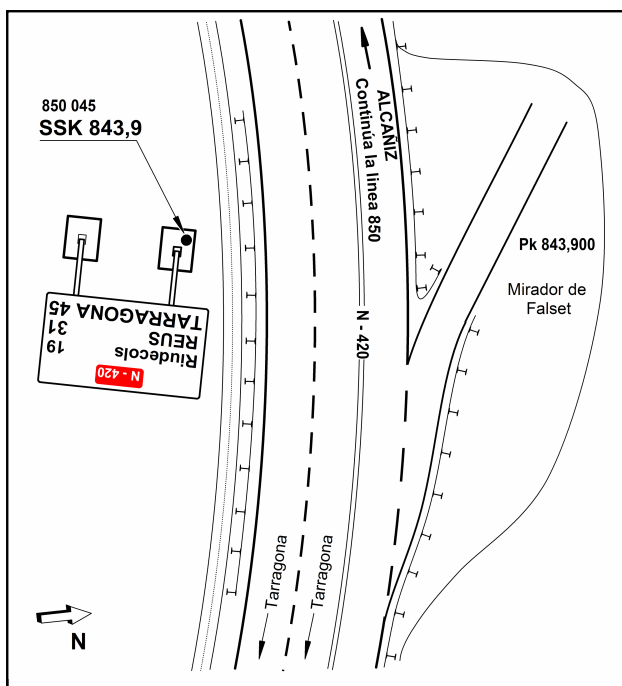 850 045
SSK 843,9
N - 420
Riudecols 19
REUS 31
TARRAGONA 45
ALCAÑIZ
Continúa la linea 850
N - 420
Pk 843,900
Mirador de
Falset
Tarragona
Tarragona
N